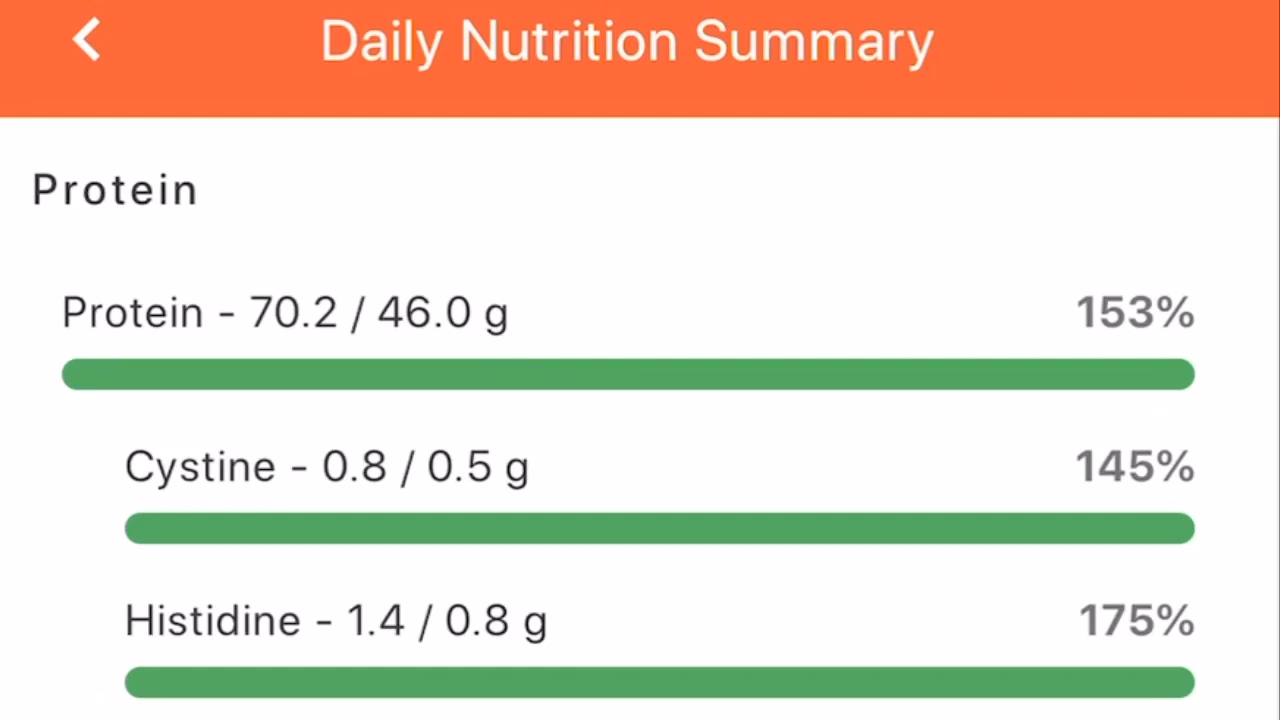 Daily Nutrition Summary
Protein
Protein - 70.2 / 46.0 g 153%
Cystine - 0.8 / 0.5 g 145%
Histidine - 1.4 / 0.8 g 175%